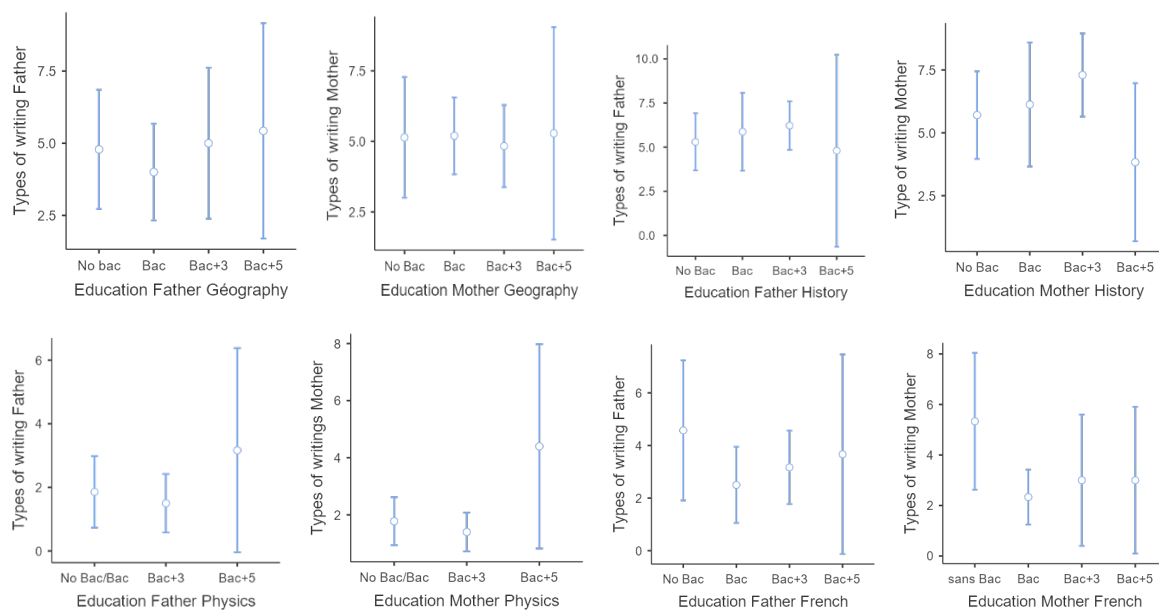 Types of writing Father
7.5
5.0
2.5
No bac Bac Bac+3 Bac+5
Education Father Géography
Types of writing Mother
7.5
5.0
2.5
No Bac Bac Bac+3 Bac+5
Education Mother Geography
Types of writing Father
10.0
7.5
5.0
2.5
0.0
No Bac Bac Bac+3 Bac+5
Education Father History
Type of writing Mother
7.5
5.0
2.5
No Bac Bac Bac+3 Bac+5
Education Mother History
Types of writing Father
6
4
2
0
No Bac/Bac Bac+3 Bac+5
Education Father Physics
Types of writings Mother
8
6
4
2
No Bac/Bac Bac+3 Bac+5
Education Mother Physics
Types of writing Father
6
4
2
0
No Bac Bac Bac+3 Bac+5
Education Father French
Types of writing Mother
8
6
4
2
0
sans Bac Bac Bac+3 Bac+5
Education Mother French